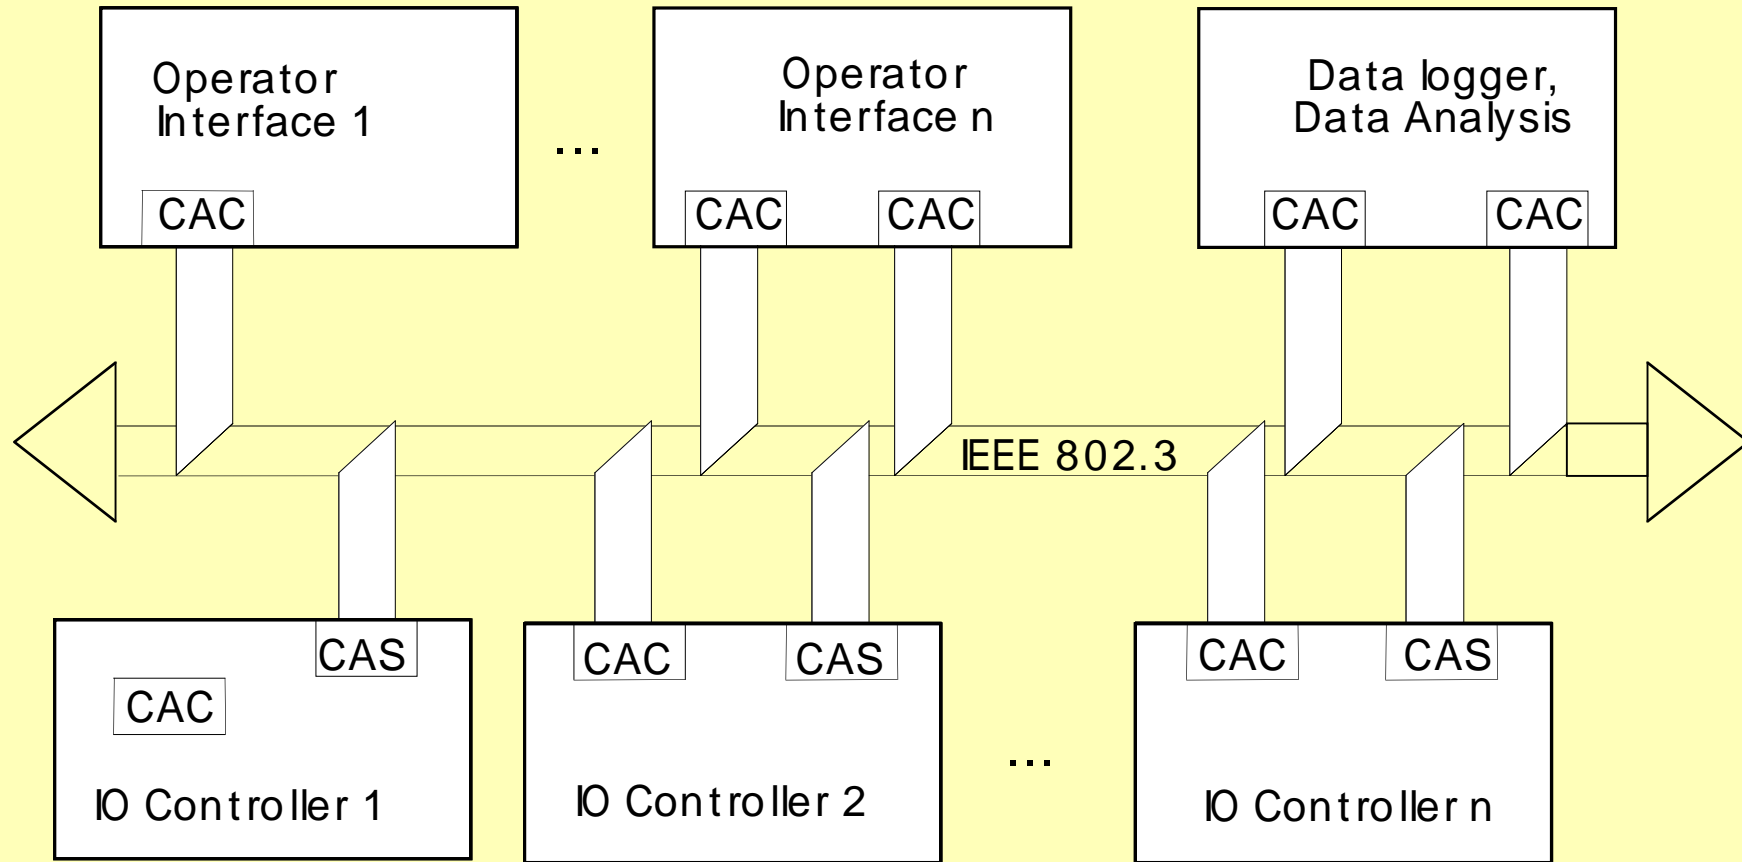 Operator
Interface 1
CAC
...
Operator
Interface n
CAC
CAC
Data logger,
Data Analysis
CAC
CAC
IEEE 802.3
CAS
CAC
IO Controller 1
CAC
CAS
IO Controller 2
...
CAC
CAS
IO Controller n